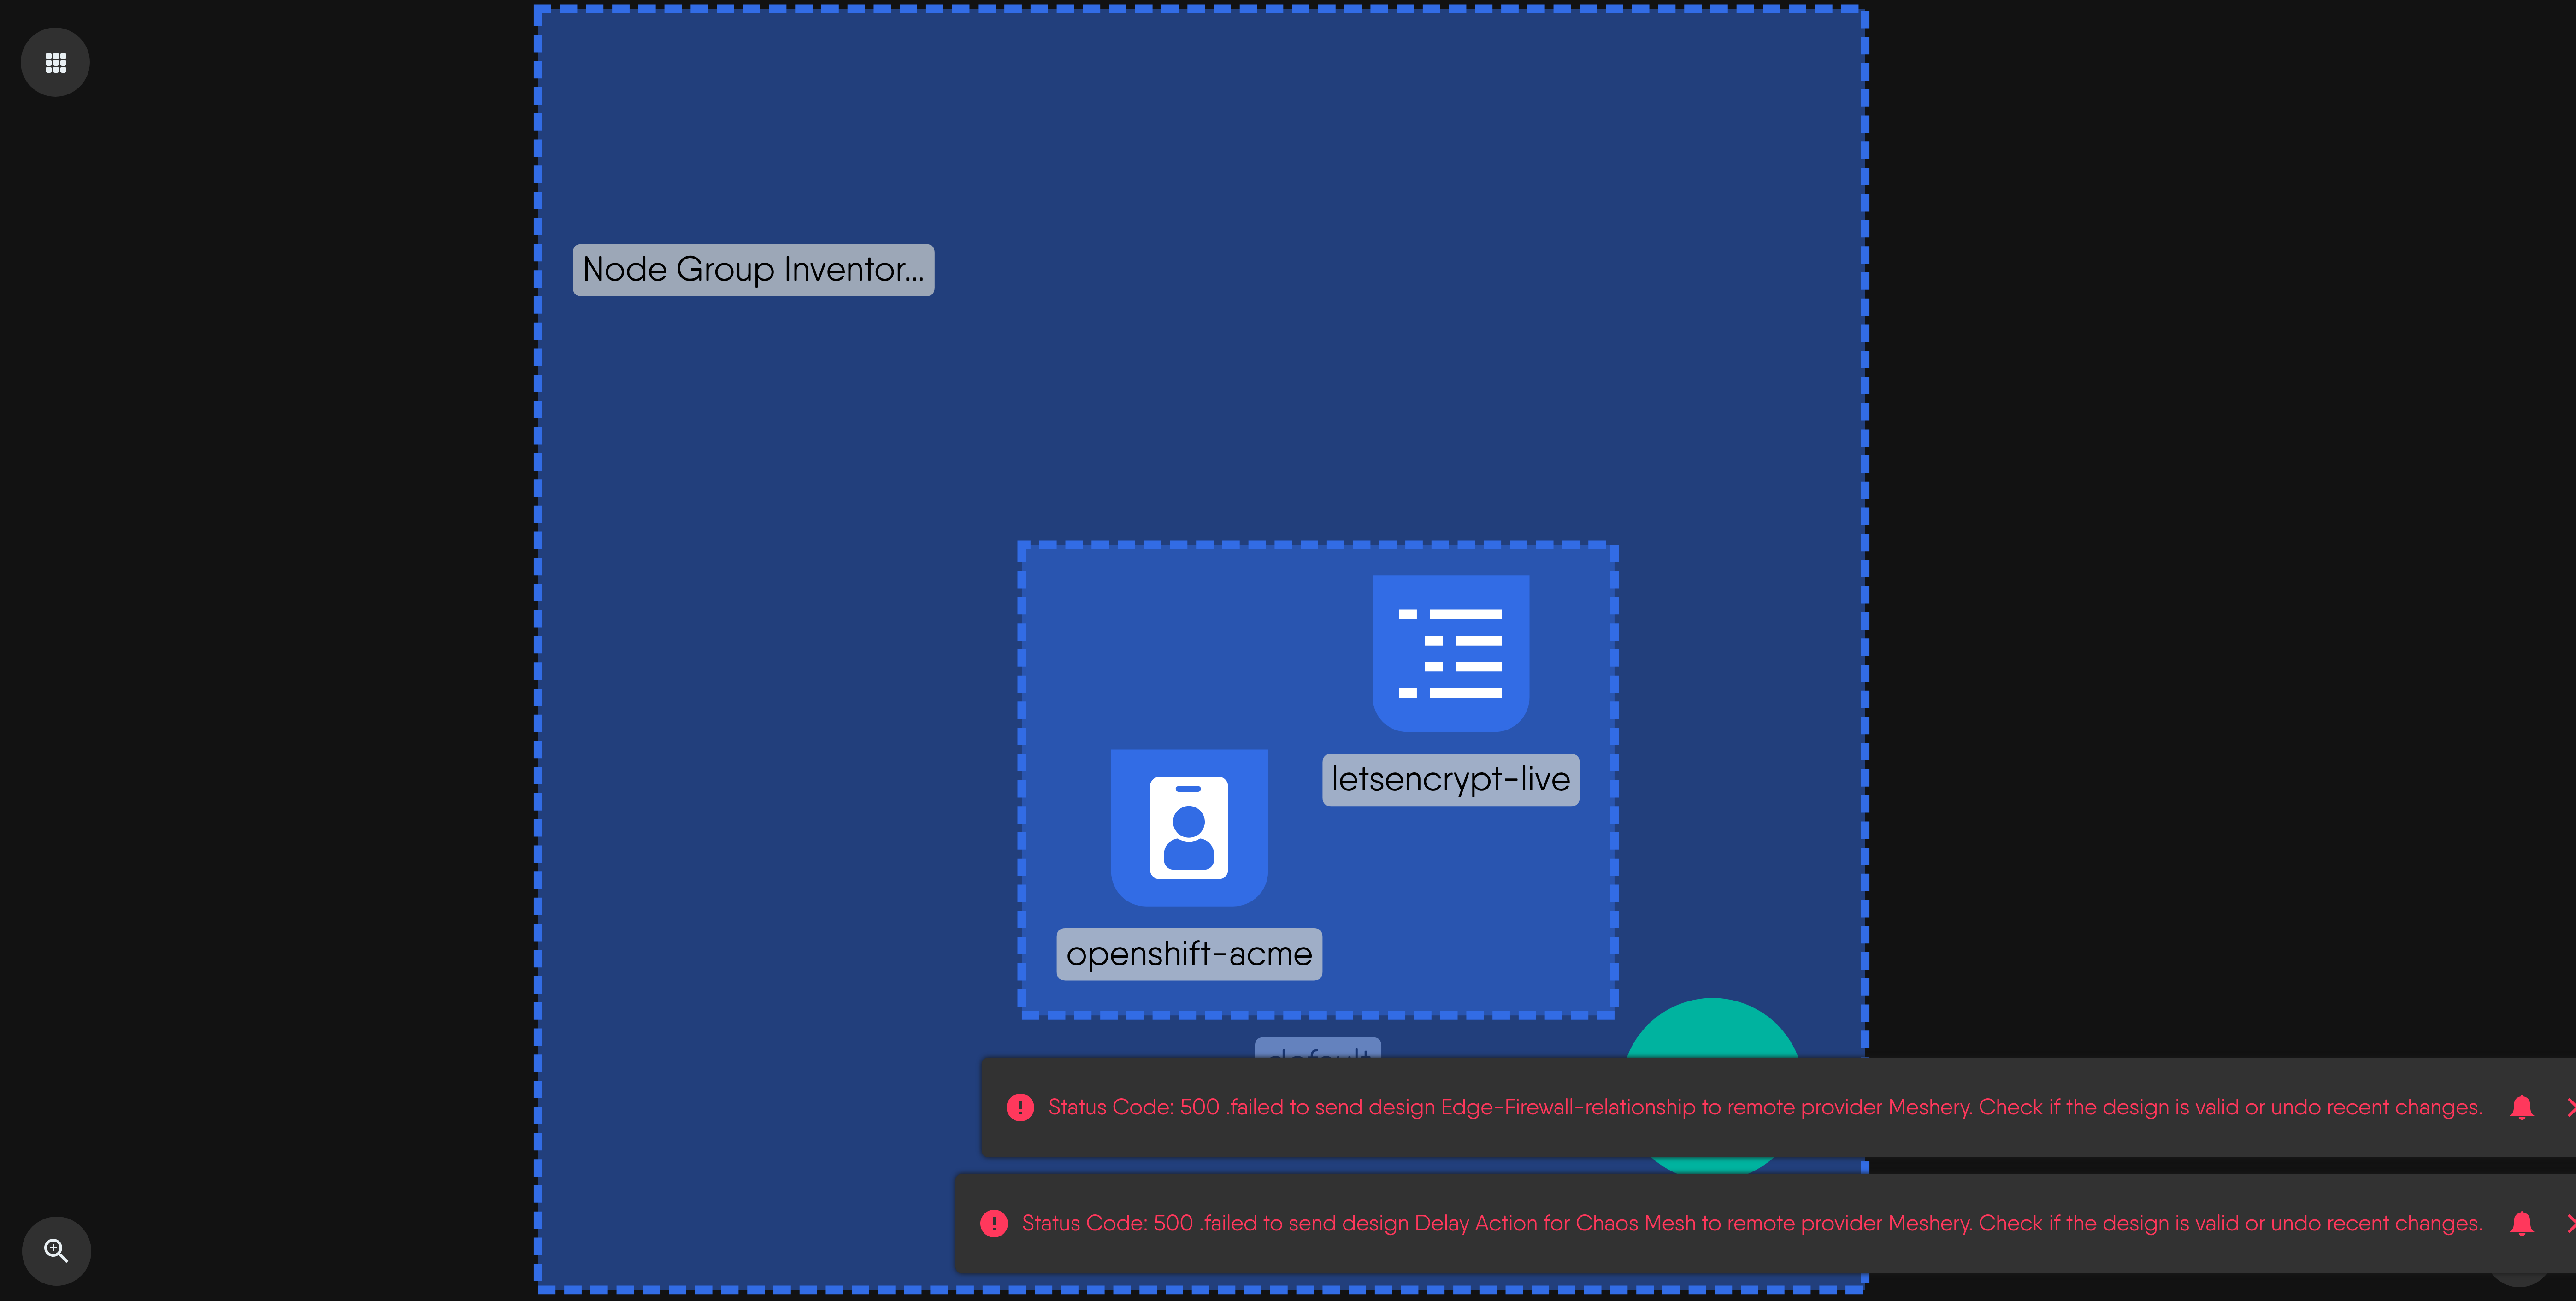 Node Group Inventor...
letsencrypt-live
openshift-acme
default
Status Code: 500 .failed to send design Edge-Firewall-relationship to remote provider Meshery. Check if the design is valid or undo recent changes.
Status Code: 500 .failed to send design Delay Action for Chaos Mesh to remote provider Meshery. Check if the design is valid or undo recent changes.